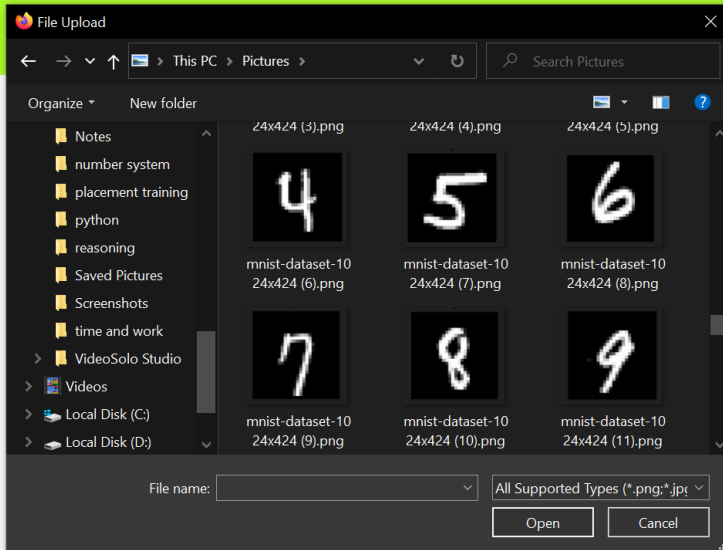 File Upload
This PC > Pictures >
Search Pictures
Organize
New folder
Notes
number system
placement training
python
reasoning
Saved Pictures
Screenshots
time and work
VideoSolo Studio
Videos
Local Disk (C:)
Local Disk (D:)
24x424 (3).png
24x424 (4).png
24x424 (5).png
4
5
6
mnist-dataset-10
24x424 (6).png
mnist-dataset-10
24x424 (7).png
mnist-dataset-10
24x424 (8).png
7
8
9
mnist-dataset-10
24x424 (9).png
mnist-dataset-10
24x424 (10).png
mnist-dataset-10
24x424 (11).png
File name:
All Supported Types (*.png;*.jpg
Open
Cancel